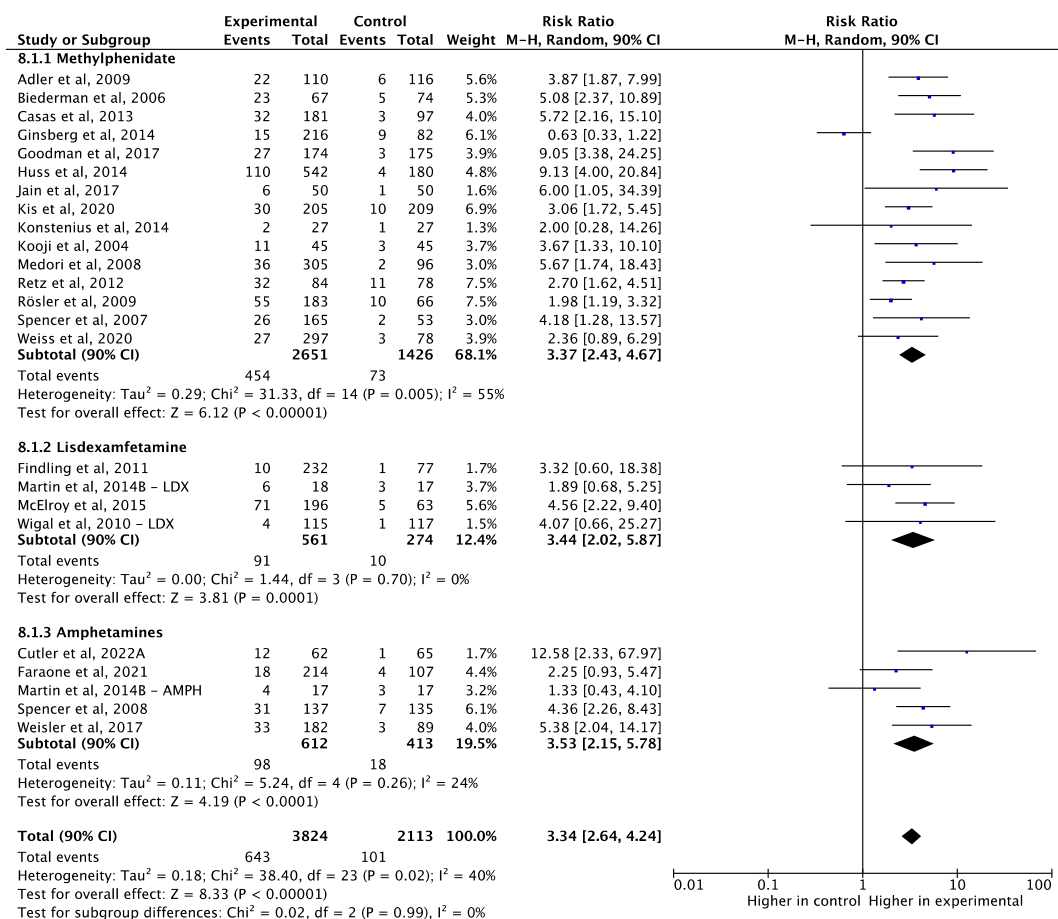 Experimental Control Risk Ratio Risk Ratio
Study or Subgroup Events Total Events Total Weight M-H, Random, 90% CI M-H, Random, 90% CI
8.1.1 Methylphenidate
Adler et al, 2009 22 110 6 116 5.6% 3.87 [1.87, 7.99]
Biederman et al, 2006 23 67 5 74 5.3% 5.08 [2.37, 10.89]
Casas et al, 2013 32 181 3 97 4.0% 5.72 [2.16, 15.10]
Ginsberg et al, 2014 15 216 9 82 6.1% 0.63 [0.33, 1.22]
Goodman et al, 2017 27 174 3 175 3.9% 9.05 [3.38, 24.25]
Huss et al, 2014 110 542 4 180 4.8% 9.13 [4.00, 20.84]
Jain et al, 2017 6 50 1 50 1.6% 6.00 [1.05, 34.39]
Kis et al, 2020 30 205 10 209 6.9% 3.06 [1.72, 5.45]
Konstenius et al, 2014 2 27 1 27 1.3% 2.00 [0.28, 14.26]
Kooji et al, 2004 11 45 3 45 3.7% 3.67 [1.33, 10.10]
Medori et al, 2008 36 305 2 96 3.0% 5.67 [1.74, 18.43]
Retz et al, 2012 32 84 11 78 7.5% 2.70 [1.62, 4.51]
Rösler et al, 2009 55 183 10 66 7.5% 1.98 [1.19, 3.32]
Spencer et al, 2007 26 165 2 53 3.0% 4.18 [1.28, 13.57]
Weiss et al, 2020 27 297 3 78 3.9% 2.36 [0.89, 6.29]
Subtotal (90% CI) 2651 1426 68.1% 3.37 [2.43, 4.67]
Total events 454 73
Heterogeneity: Tau² = 0.29; Chi² = 31.33, df = 14 (P = 0.005); I² = 55%
Test for overall effect: Z = 6.12 (P < 0.00001)
8.1.2 Lisdexamfetamine
Findling et al, 2011 10 232 1 77 1.7% 3.32 [0.60, 18.38]
Martin et al, 2014B – LDX 6 18 3 17 3.7% 1.89 [0.68, 5.25]
McElroy et al, 2015 71 196 5 63 5.6% 4.56 [2.22, 9.40]
Wigal et al, 2010 – LDX 4 115 1 117 1.5% 4.07 [0.66, 25.27]
Subtotal (90% CI) 561 274 12.4% 3.44 [2.02, 5.87]
Total events 91 10
Heterogeneity: Tau² = 0.00; Chi² = 1.44, df = 3 (P = 0.70); I² = 0%
Test for overall effect: Z = 3.81 (P = 0.0001)
8.1.3 Amphetamines
Cutler et al, 2022A 12 62 1 65 1.7% 12.58 [2.33, 67.97]
Faraone et al, 2021 18 214 4 107 4.4% 2.25 [0.93, 5.47]
Martin et al, 2014B – AMPH 4 17 3 17 3.2% 1.33 [0.43, 4.10]
Spencer et al, 2008 31 137 7 135 6.1% 4.36 [2.26, 8.43]
Weisler et al, 2017 33 182 3 89 4.0% 5.38 [2.04, 14.17]
Subtotal (90% CI) 612 413 19.5% 3.53 [2.15, 5.78]
Total events 98 18
Heterogeneity: Tau² = 0.11; Chi² = 5.24, df = 4 (P = 0.26); I² = 24%
Test for overall effect: Z = 4.19 (P < 0.0001)
Total (90% CI) 3824 2113 100.0% 3.34 [2.64, 4.24]
Total events 643 101
Heterogeneity: Tau² = 0.18; Chi² = 38.40, df = 23 (P = 0.02); I² = 40%
Test for overall effect: Z = 8.33 (P < 0.00001)
Test for subgroup differences: Chi² = 0.02, df = 2 (P = 0.99), I² = 0%
0.01 0.1 1 10 100
Higher in control Higher in experimental